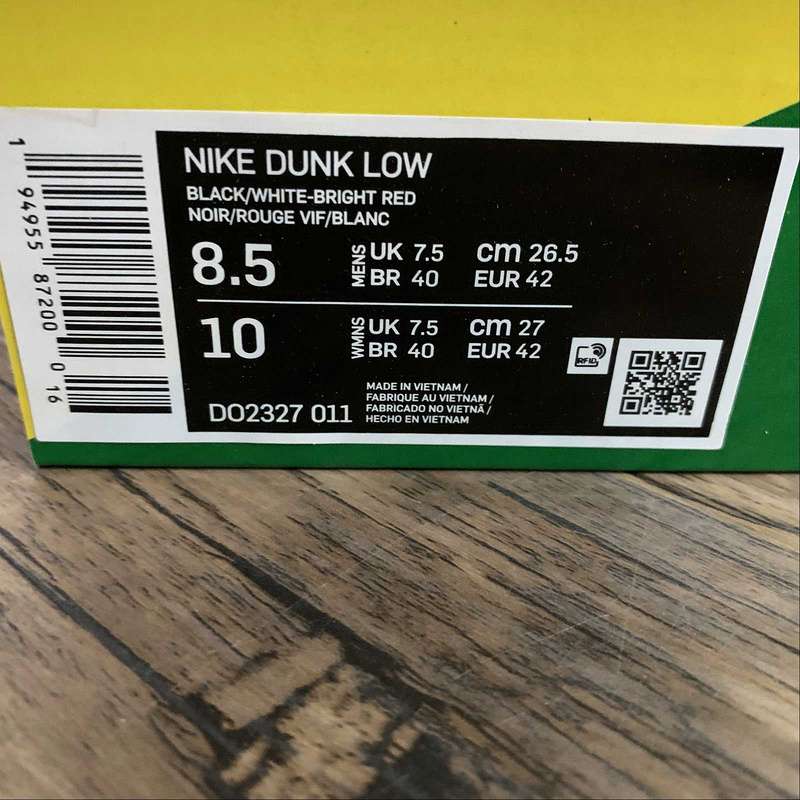 NIKE DUNK LOW
BLACK/WHITE-BRIGHT RED
NOIR/ROUGE VIF/BLANC
8.5 MENS UK 7.5 cm 26.5
BR 40 EUR 42
10 WMNS UK 7.5 cm 27
BR 40 EUR 42
RFID
DO2327 011
MADE IN VIETNAM /
FABRIQUE AU VIETNAM /
FABRICADO NO VIETNÃ /
HECHO EN VIETNAM
1 94955 87200 0 16